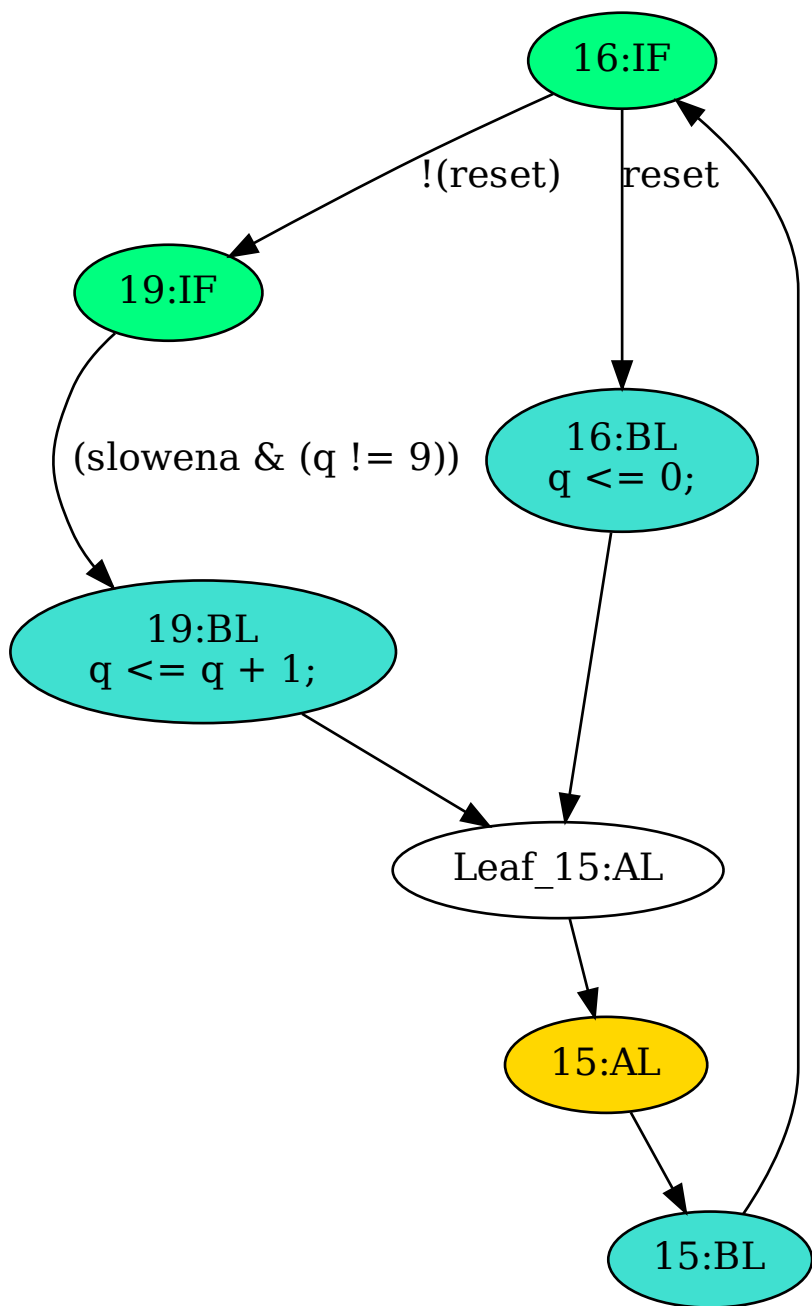 16:IF
!(reset)
reset
19:IF
(slowena & (q != 9))
16:BL
q <= 0;
19:BL
q <= q + 1;
Leaf_15:AL
15:AL
15:BL